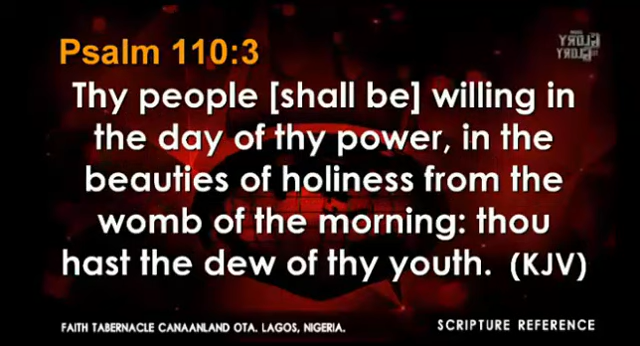 Psalm 110:3
Thy people [shall be] willing in
the day of thy power, in the
beauties of holiness from the
womb of the morning: thou
hast the dew of thy youth. (KJV)
FAITH TABERNACLE CANAANLAND OTA. LAGOS, NIGERIA.
SCRIPTURE REFERENCE